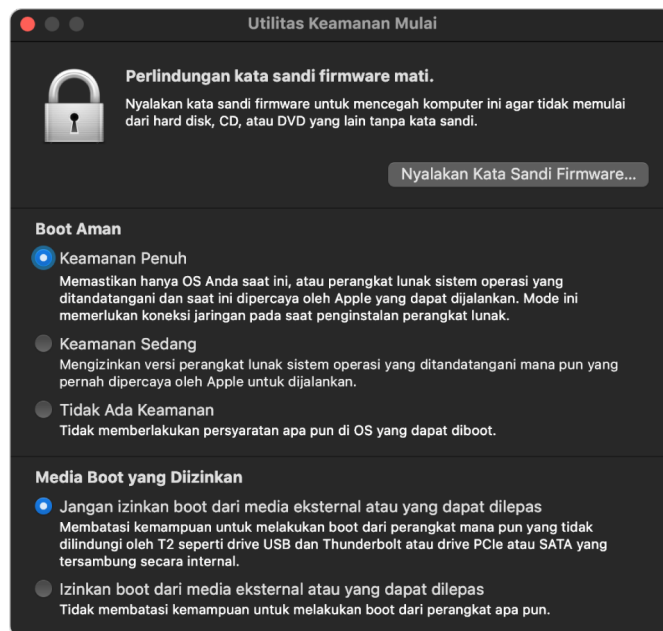 Utilitas Keamanan Mulai
Perlindungan kata sandi firmware mati.
Nyalakan kata sandi firmware untuk mencegah komputer ini agar tidak memulai
dari hard disk, CD, atau DVD yang lain tanpa kata sandi.
Nyalakan Kata Sandi Firmware...
Boot Aman
Keamanan Penuh
Memastikan hanya OS Anda saat ini, atau perangkat lunak sistem operasi yang
ditandatangani dan saat ini dipercaya oleh Apple yang dapat dijalankan. Mode ini
memerlukan koneksi jaringan pada saat penginstalan perangkat lunak.
Keamanan Sedang
Mengizinkan versi perangkat lunak sistem operasi yang ditandatangani mana pun yang
pernah dipercaya oleh Apple untuk dijalankan.
Tidak Ada Keamanan
Tidak memberlakukan persyaratan apa pun di OS yang dapat diboot.
Media Boot yang Diizinkan
Jangan izinkan boot dari media eksternal atau yang dapat dilepas
Membatasi kemampuan untuk melakukan boot dari perangkat mana pun yang tidak
dilindungi oleh T2 seperti drive USB dan Thunderbolt atau drive PCIe atau SATA yang
tersambung secara internal.
Izinkan boot dari media eksternal atau yang dapat dilepas
Tidak membatasi kemampuan untuk melakukan boot dari perangkat apa pun.